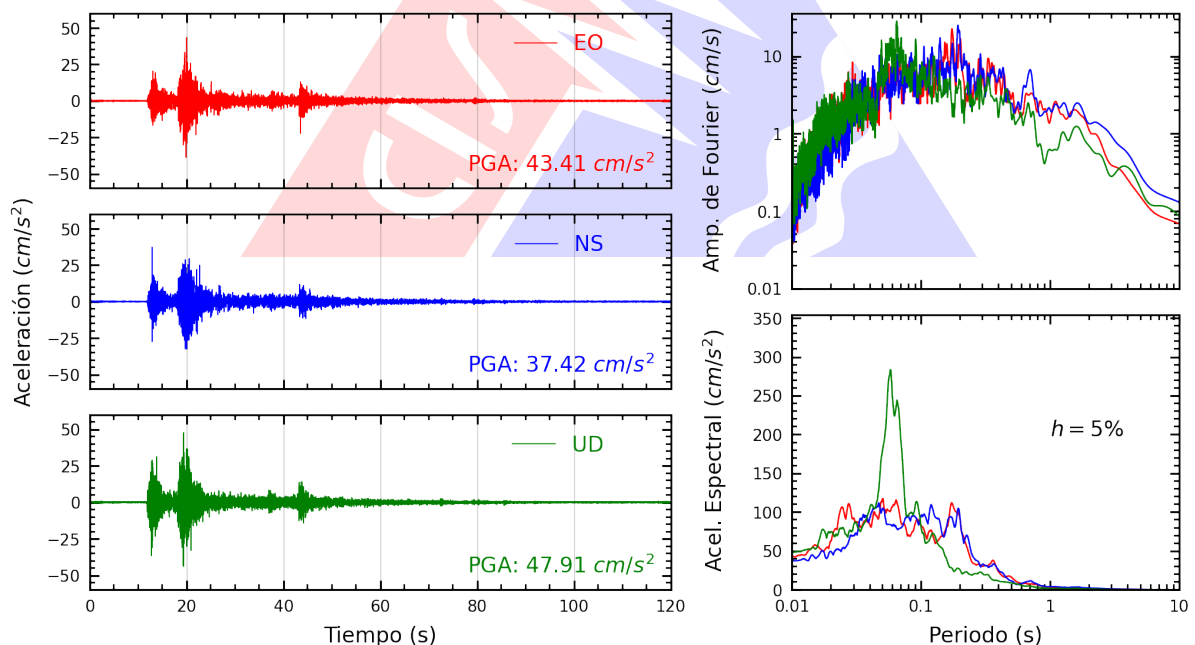 Aceleración (cm/s²)
50
25
0
−25
−50
EO
PGA: 43.41 cm/s²
50
25
0
−25
−50
NS
PGA: 37.42 cm/s²
50
25
0
−25
−50
UD
PGA: 47.91 cm/s²
0 20 40 60 80 100 120
Tiempo (s)
Amp. de Fourier (cm/s)
10
1
0.1
0.01
Acel. Espectral (cm/s²)
350
300
250
200
150
100
50
0
h = 5%
0.01 0.1 1 10
Periodo (s)